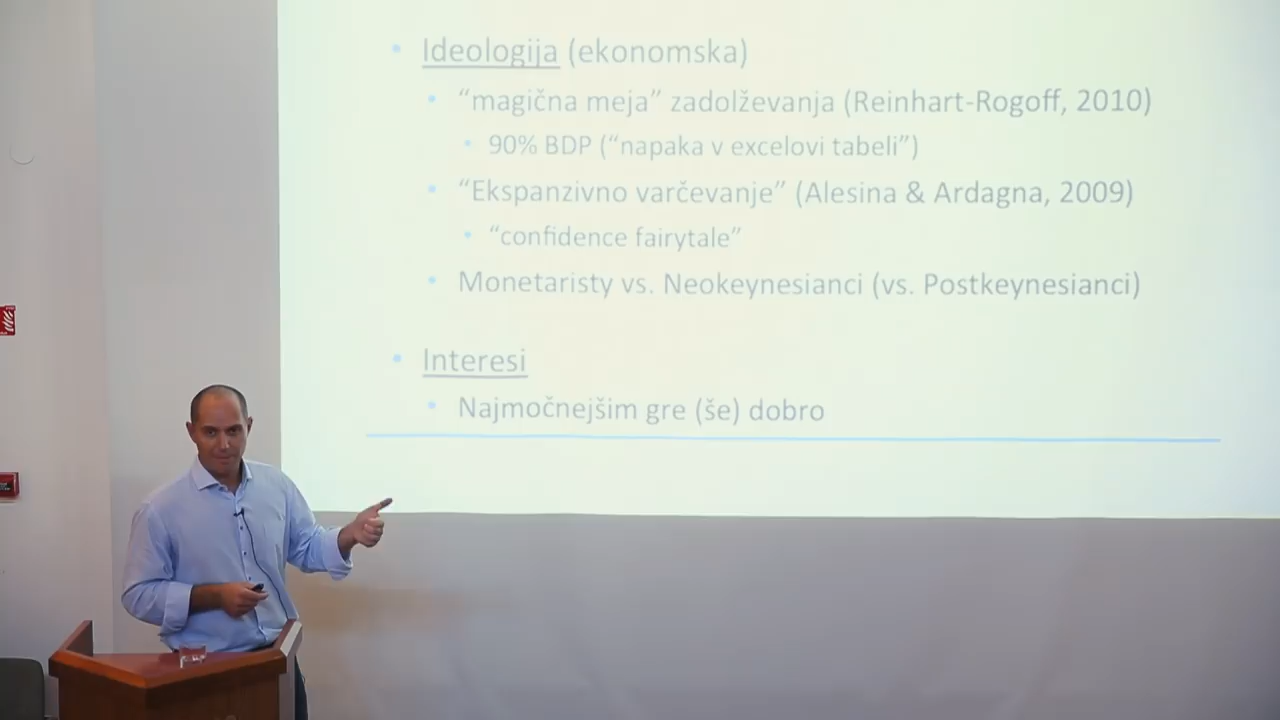 Ideologija (ekonomska)
“magična meja” zadolževanja (Reinhart-Rogoff, 2010)
90% BDP (“napaka v excelovi tabeli”)
“Ekspanzivno varčevanje” (Alesina & Ardagna, 2009)
“confidence fairytale”
Monetaristy vs. Neokeynesianci (vs. Postkeynesianci)
Interesi
Najmočnejšim gre (še) dobro